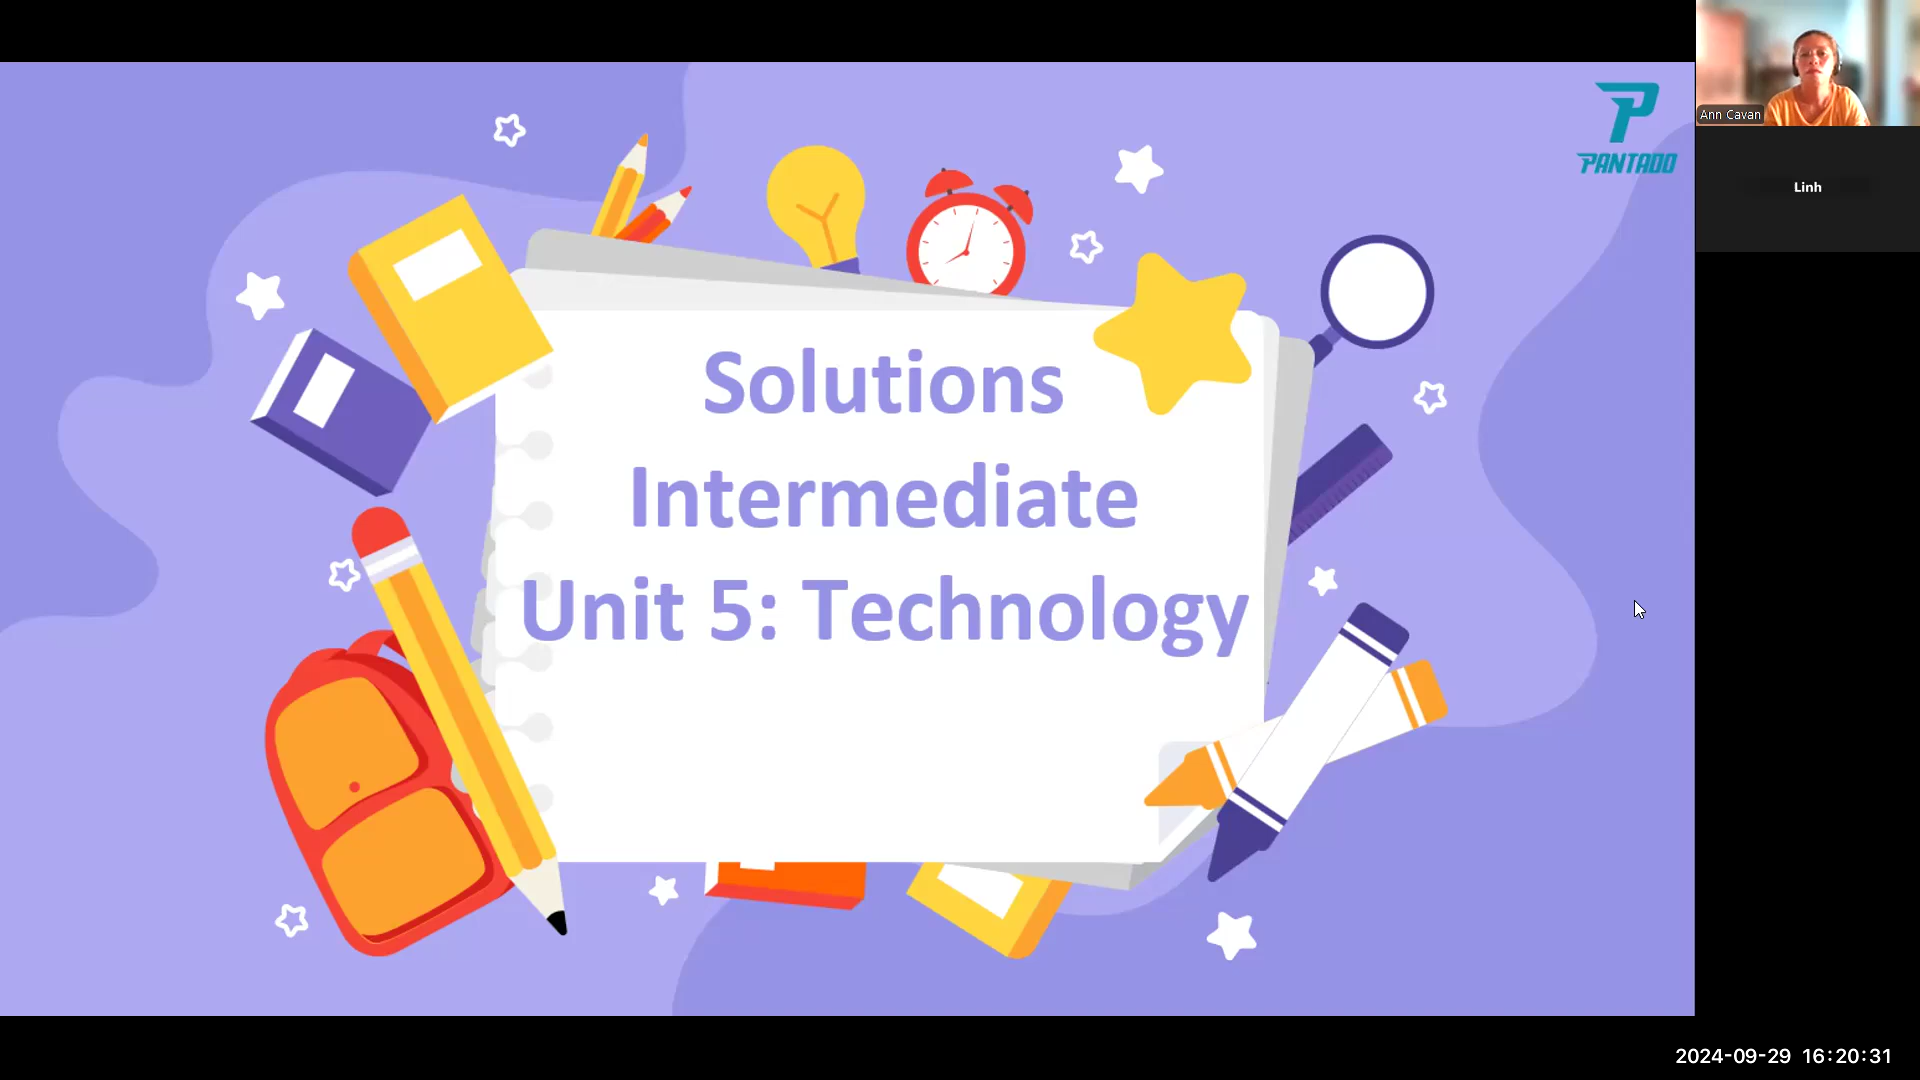 PANTADO
Ann Cavan
Linh
Solutions
Intermediate
Unit 5: Technology
2024-09-29 16:20:31